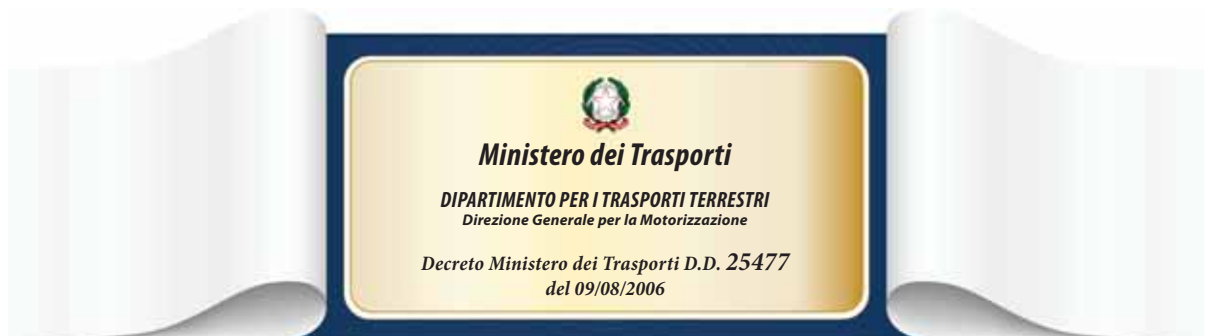 Ministero dei Trasporti
DIPARTIMENTO PER I TRASPORTI TERRESTRI
Direzione Generale per la Motorizzazione
Decreto Ministero dei Trasporti D.D. 25477
del 09/08/2006